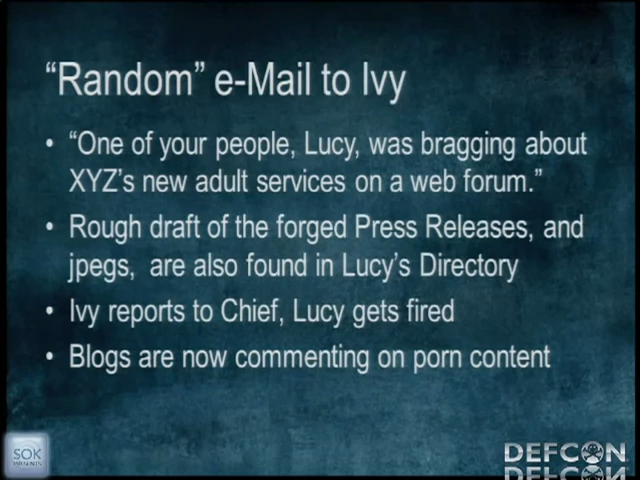 “Random” e-Mail to Ivy
• “One of your people, Lucy, was bragging about
XYZ’s new adult services on a web forum.”
• Rough draft of the forged Press Releases, and
jpegs,  are also found in Lucy’s Directory
• Ivy reports to Chief, Lucy gets fired
• Blogs are now commenting on porn content
SOK
DEFCON